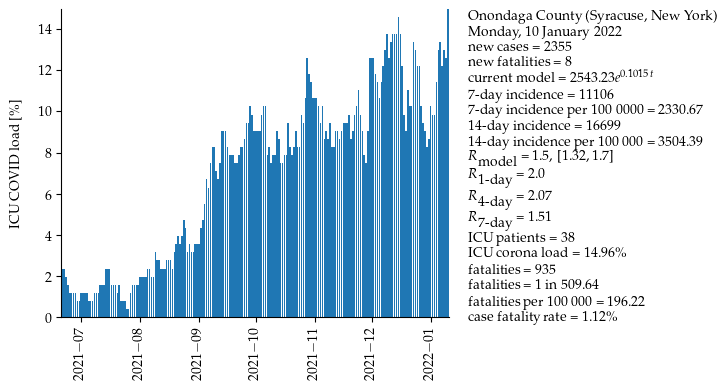 Onondaga County (Syracuse, New York)
Monday, 10 January 2022
new cases = 2355
new fatalities = 8
current model = 2543.23e^0.1015 t
7-day incidence = 11106
7-day incidence per 100 0000 = 2330.67
14-day incidence = 16699
14-day incidence per 100 000 = 3504.39
R_model = 1.5, [1.32, 1.7]
R_1-day = 2.0
R_4-day = 2.07
R_7-day = 1.51
ICU patients = 38
ICU corona load = 14.96%
fatalities = 935
fatalities = 1 in 509.64
fatalities per 100 000 = 196.22
case fatality rate = 1.12%
ICU COVID load [%]
14
12
10
8
6
4
2
0
2021−07
2021−08
2021−09
2021−10
2021−11
2021−12
2022−01